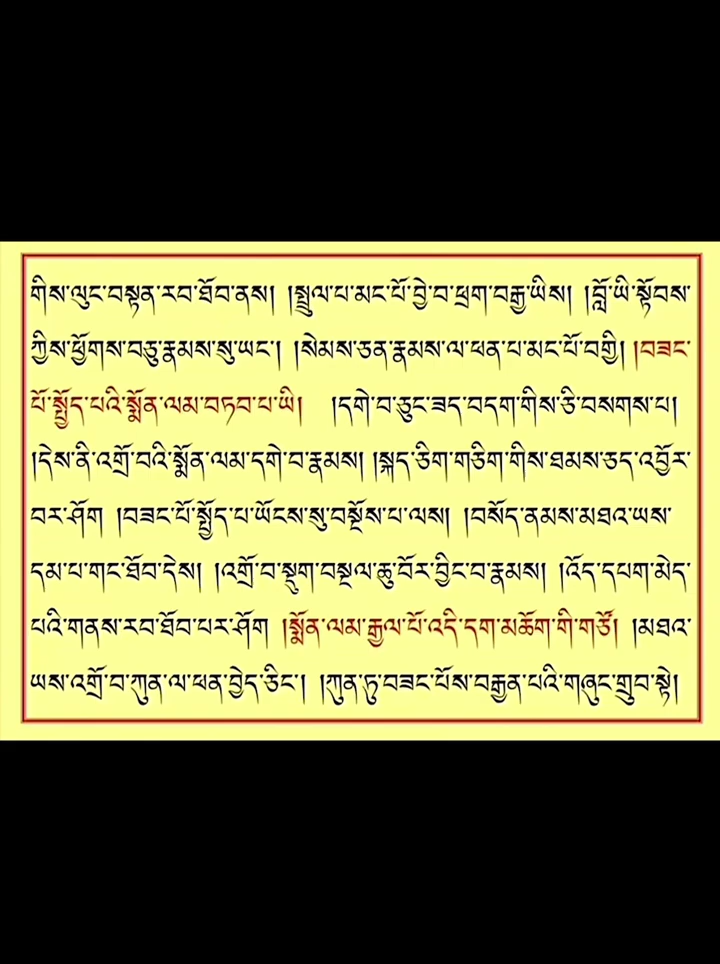 གིས་ལུང་བསྟན་རབ་ཐོབ་ནས། །སྤྲུལ་པ་མང་པོ་བྱེ་བ་ཕྲག་བརྒྱ་ཡིས། །བློ་ཡི་སྟོབས་
ཀྱིས་ཕྱོགས་བཅུ་རྣམས་སུ་ཡང་། །སེམས་ཅན་རྣམས་ལ་ཕན་པ་མང་པོ་བགྱི། །བཟང་
པོ་སྤྱོད་པའི་སྨོན་ལམ་བཏབ་པ་ཡི། །དགེ་བ་ཅུང་ཟད་བདག་གིས་ཅི་བསགས་པ།
།དེས་ནི་འགྲོ་བའི་སྨོན་ལམ་དགེ་བ་རྣམས། །སྐད་ཅིག་གཅིག་གིས་ཐམས་ཅད་འབྱོར་
བར་ཤོག །བཟང་པོ་སྤྱོད་པ་ཡོངས་སུ་བསྔོས་པ་ལས། །བསོད་ནམས་མཐའ་ཡས་
དམ་པ་གང་ཐོབ་དེས། །འགྲོ་བ་སྡུག་བསྔལ་ཆུ་བོར་བྱིང་བ་རྣམས། །འོད་དཔག་མེད་
པའི་གནས་རབ་ཐོབ་པར་ཤོག །སྨོན་ལམ་རྒྱལ་པོ་འདི་དག་མཆོག་གི་གཙོ། །མཐའ་
ཡས་འགྲོ་བ་ཀུན་ལ་ཕན་བྱེད་ཅིང་། །ཀུན་ཏུ་བཟང་པོས་བརྒྱན་པའི་གཞུང་གྲུབ་སྟེ།